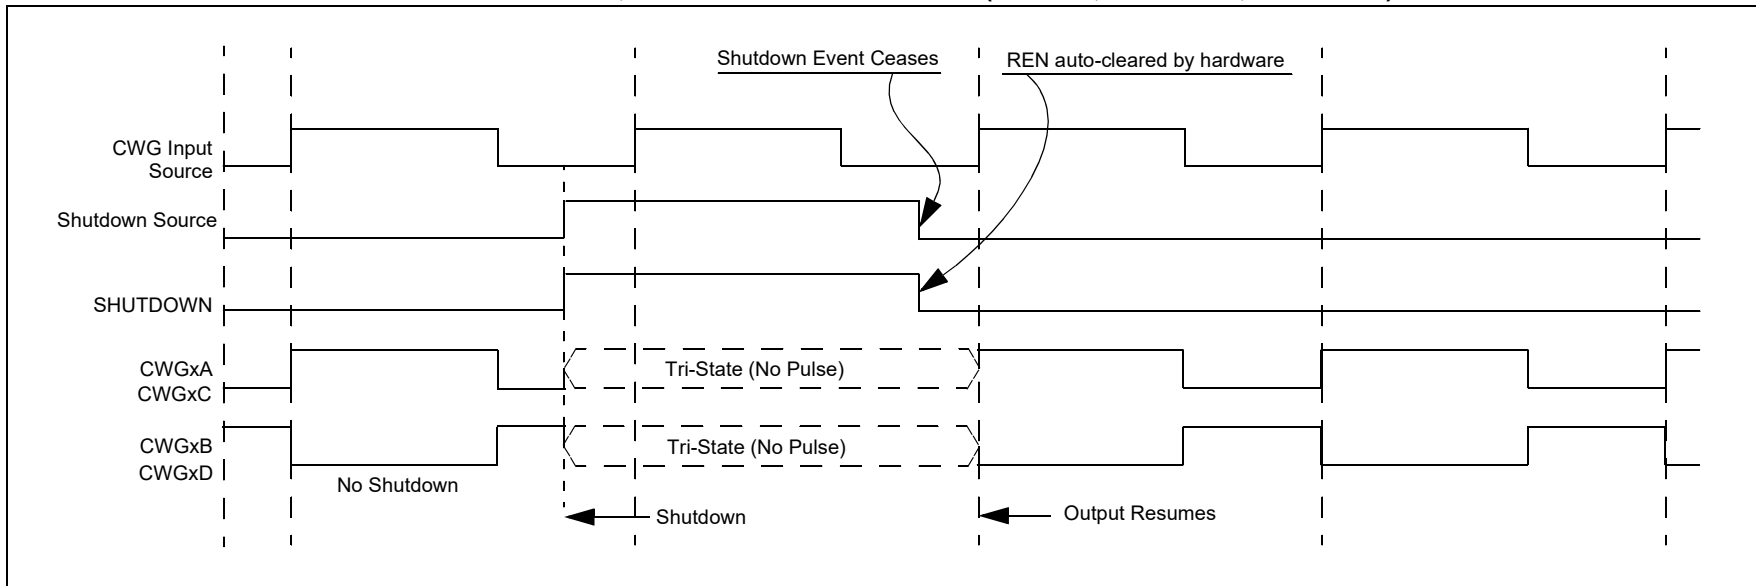 Shutdown Event Ceases
REN auto-cleared by hardware
CWG Input
Source
Shutdown Source
SHUTDOWN
CWGxA
CWGxC
Tri-State (No Pulse)
CWGxB
CWGxD
Tri-State (No Pulse)
No Shutdown
Shutdown
Output Resumes